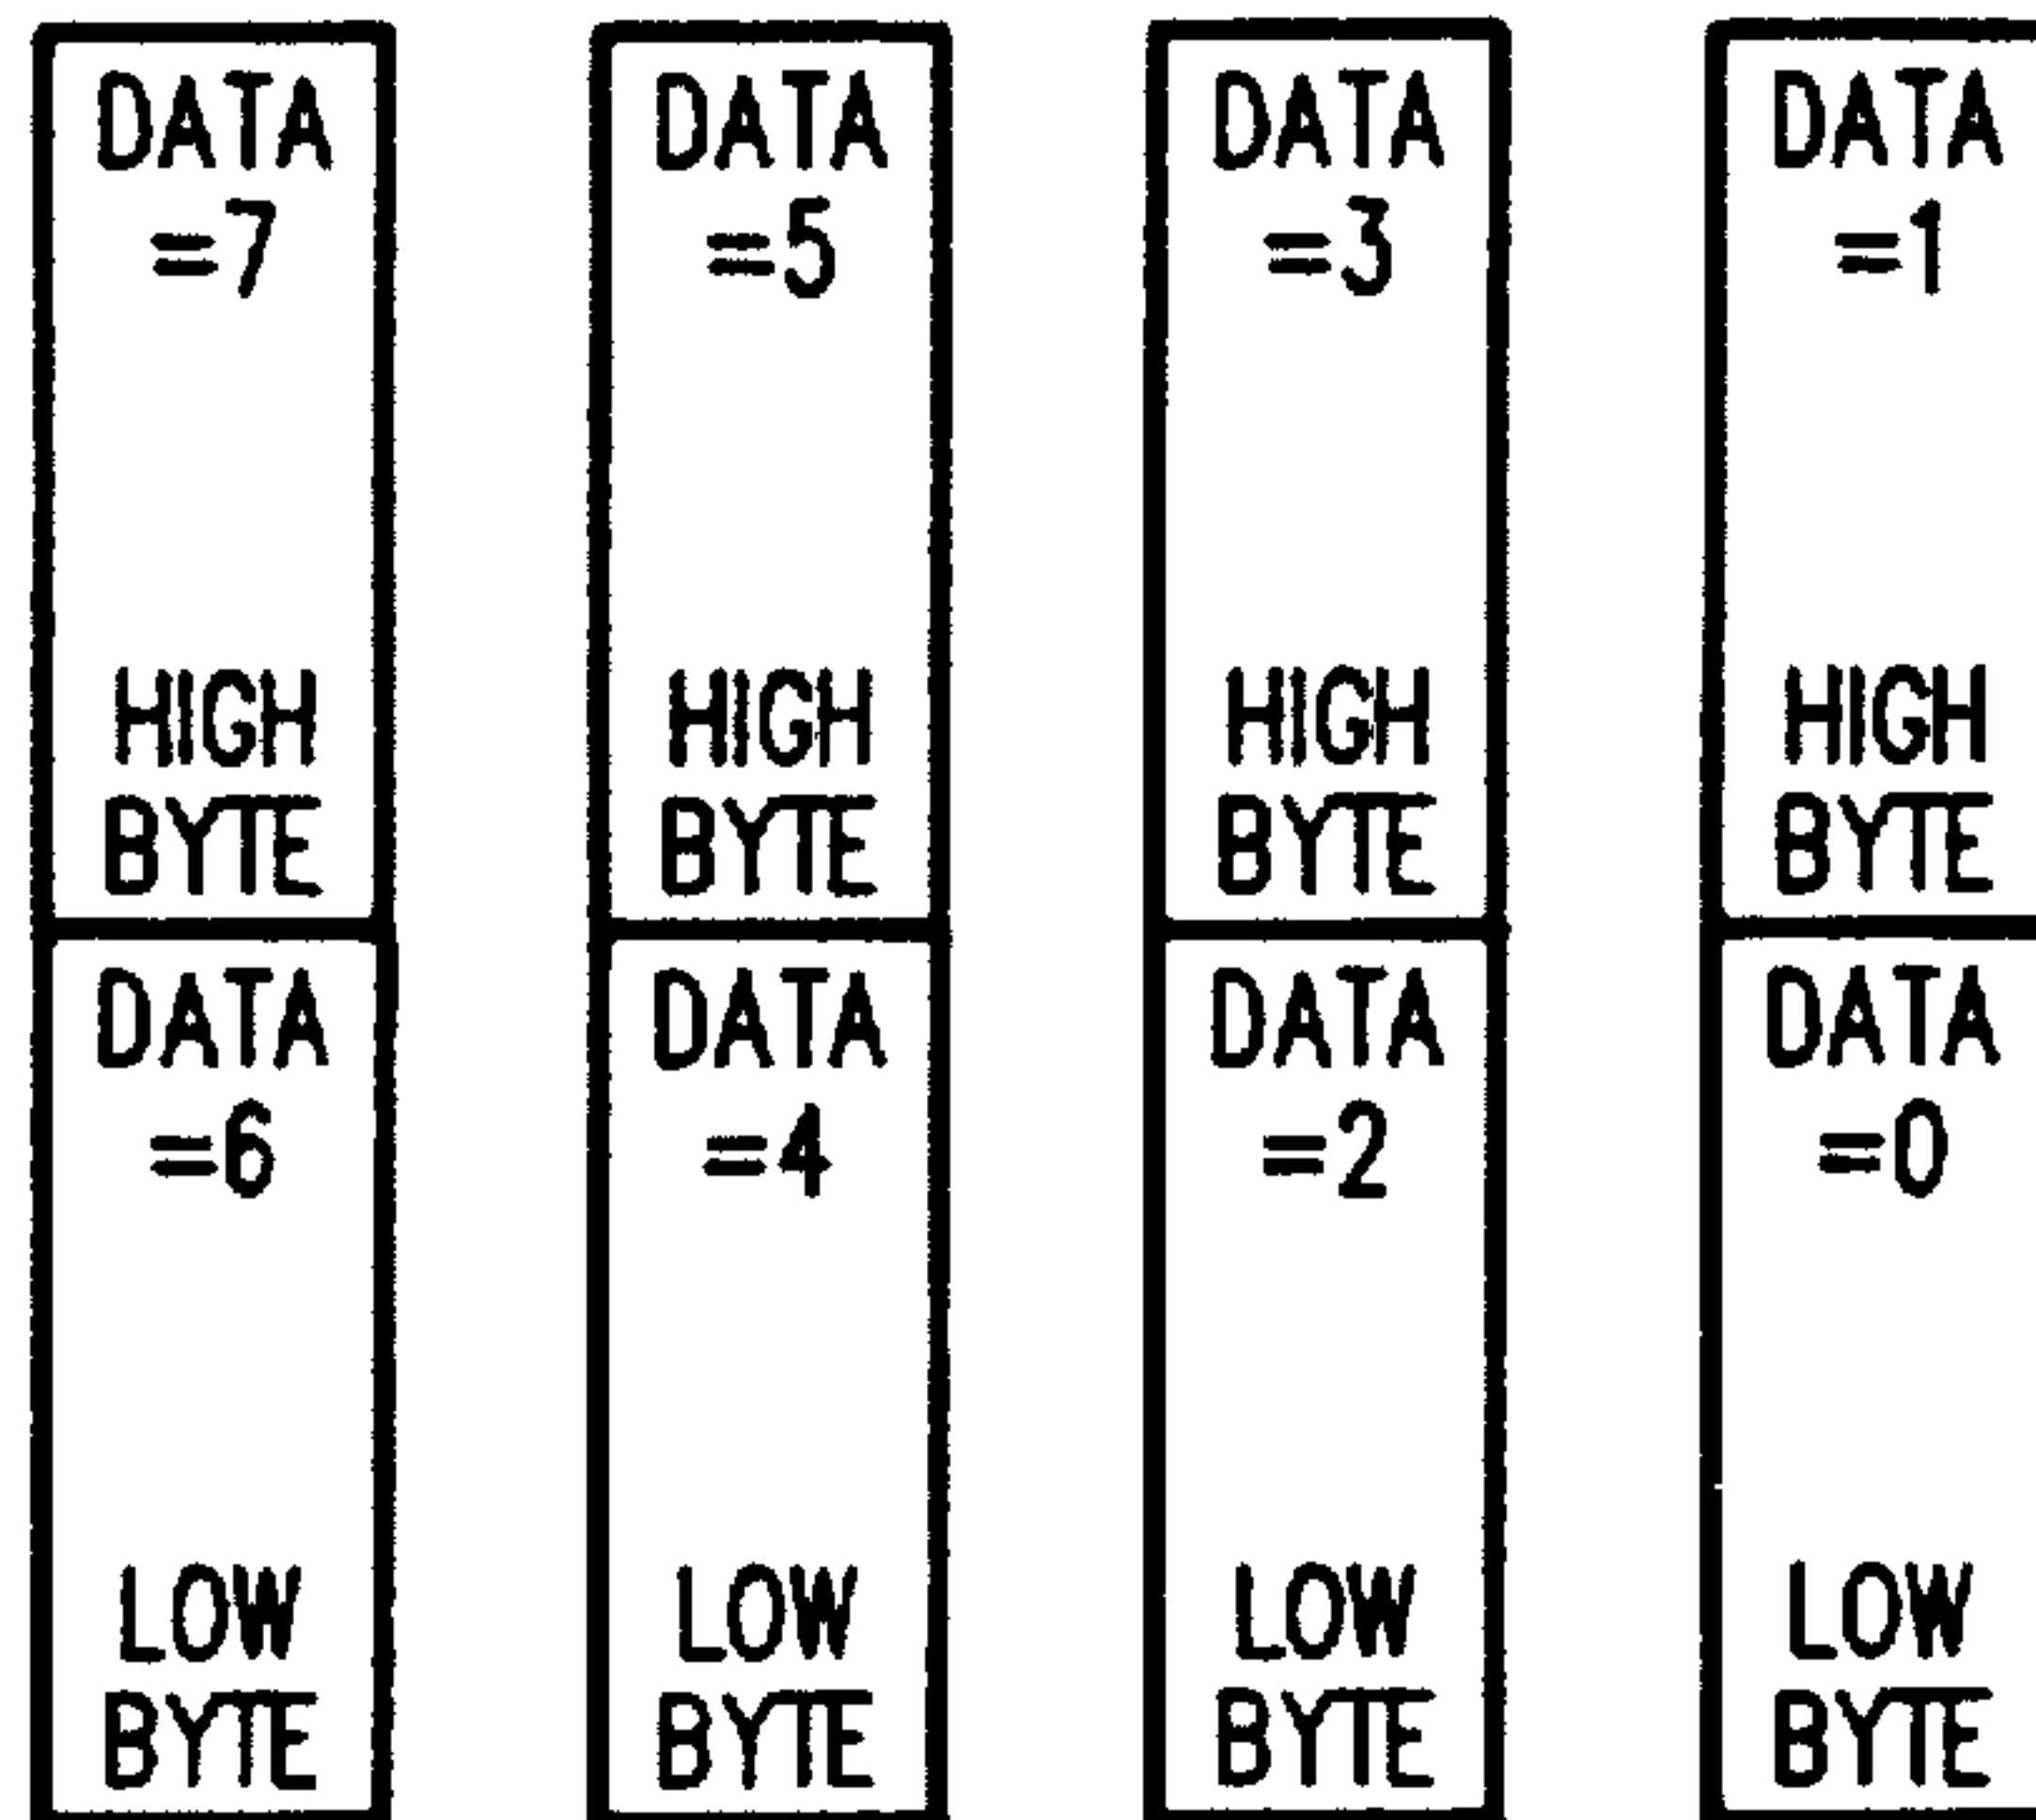 DATA
=7
HIGH
BYTE
DATA
=6
LOW
BYTE
DATA
=5
HIGH
BYTE
DATA
=4
LOW
BYTE
DATA
=3
HIGH
BYTE
DATA
=2
LOW
BYTE
DATA
=1
HIGH
BYTE
DATA
=0
LOW
BYTE